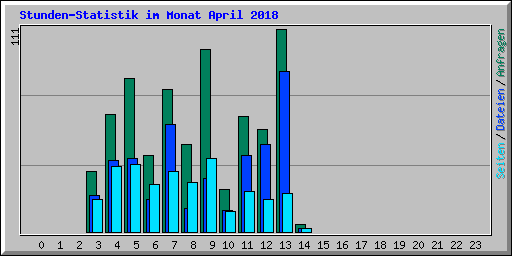 Stunden-Statistik im Monat April 2018
111
Seiten/Dateien/Anfragen
0 1 2 3 4 5 6 7 8 9 10 11 12 13 14 15 16 17 18 19 20 21 22 23